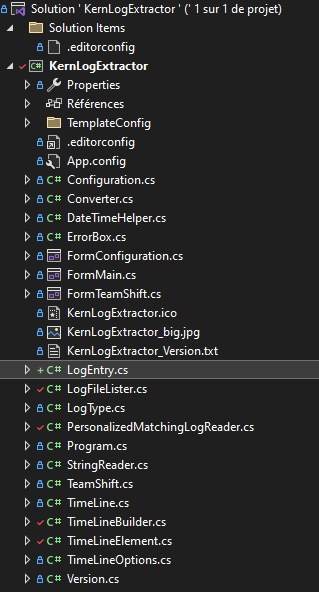 Solution ' KernLogExtractor ' (' 1 sur 1 de projet)
Solution Items
.editorconfig
C# KernLogExtractor
Properties
Références
TemplateConfig
.editorconfig
App.config
C# Configuration.cs
C# Converter.cs
C# DateTimeHelper.cs
C# ErrorBox.cs
FormConfiguration.cs
FormMain.cs
FormTeamShift.cs
KernLogExtractor.ico
KernLogExtractor_big.jpg
KernLogExtractor_Version.txt
C# LogEntry.cs
C# LogFileLister.cs
C# LogType.cs
C# PersonalizedMatchingLogReader.cs
C# Program.cs
C# StringReader.cs
C# TeamShift.cs
C# TimeLine.cs
C# TimeLineBuilder.cs
C# TimeLineElement.cs
C# TimeLineOptions.cs
C# Version.cs